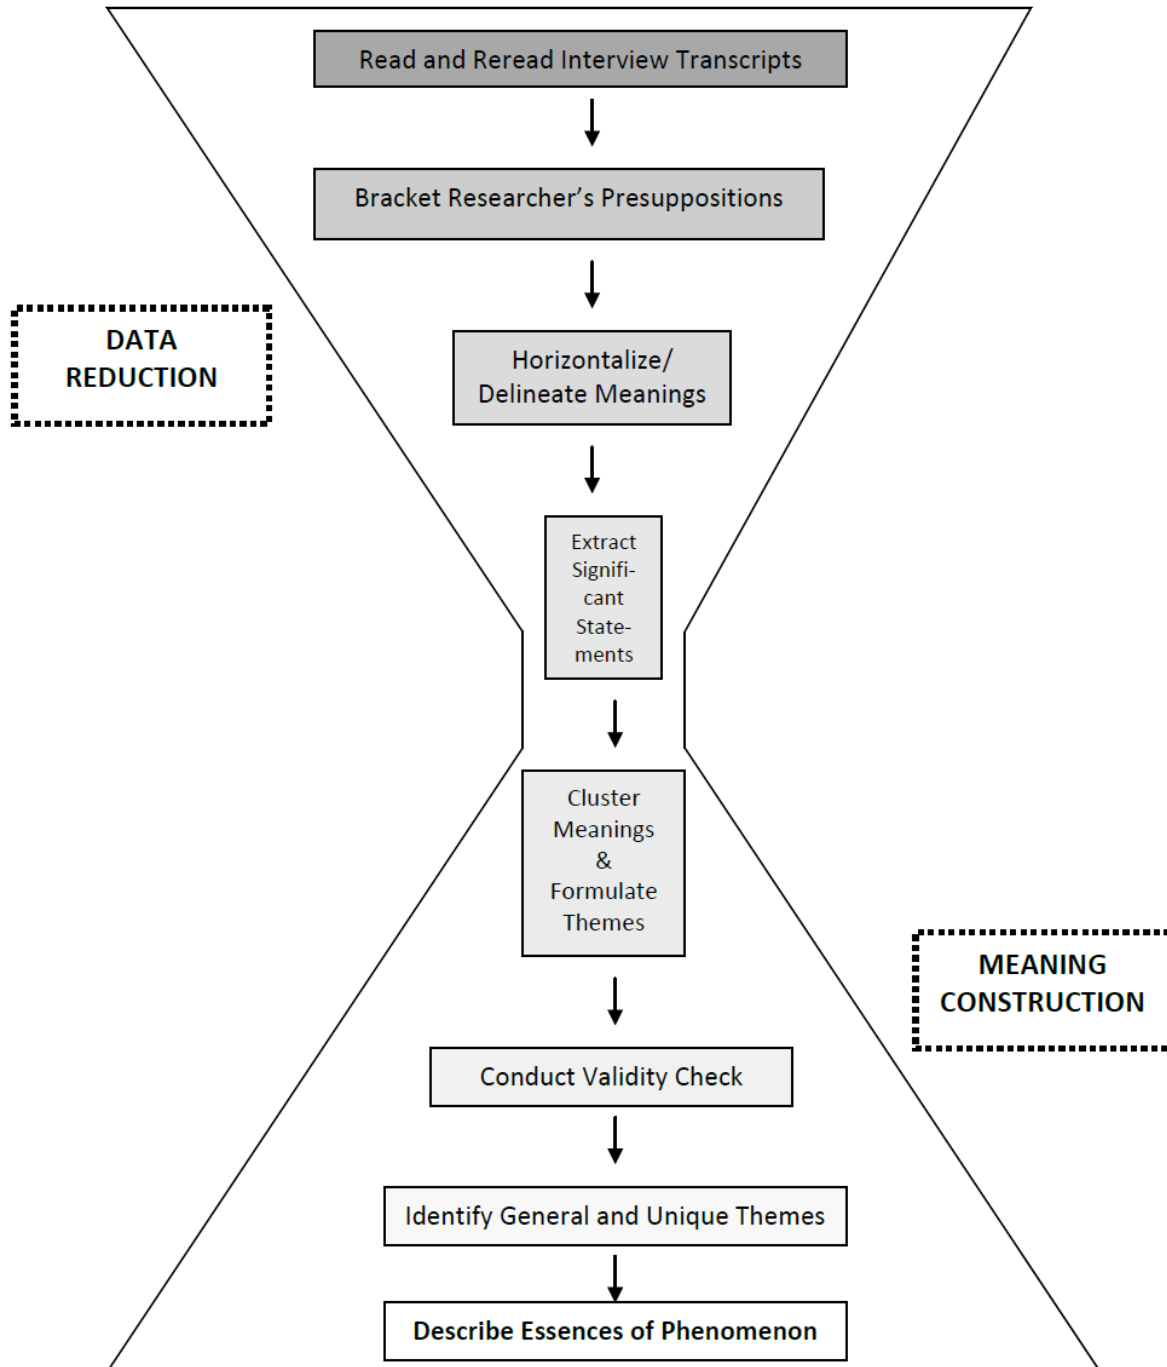 Read and Reread Interview Transcripts
Bracket Researcher’s Presuppositions
DATA
REDUCTION
Horizontalize/
Delineate Meanings
Extract
Signifi-
cant
State-
ments
Cluster
Meanings
&
Formulate
Themes
MEANING
CONSTRUCTION
Conduct Validity Check
Identify General and Unique Themes
Describe Essences of Phenomenon